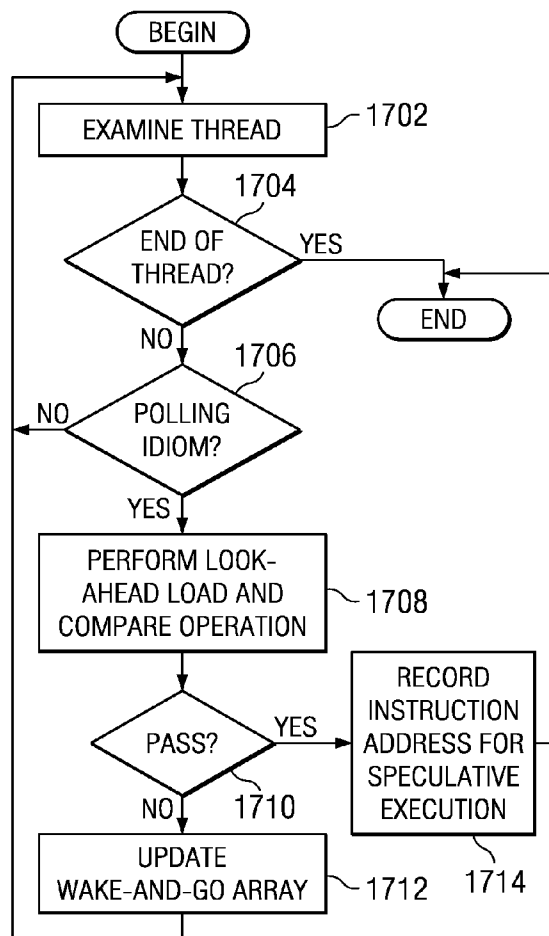 BEGIN
EXAMINE THREAD
1702
1704
END OF
THREAD?
YES
END
NO
1706
NO
POLLING
IDIOM?
YES
PERFORM LOOK-
AHEAD LOAD AND
COMPARE OPERATION
1708
PASS?
YES
1710
NO
RECORD
INSTRUCTION
ADDRESS FOR
SPECULATIVE
EXECUTION
1714
UPDATE
WAKE-AND-GO ARRAY
1712